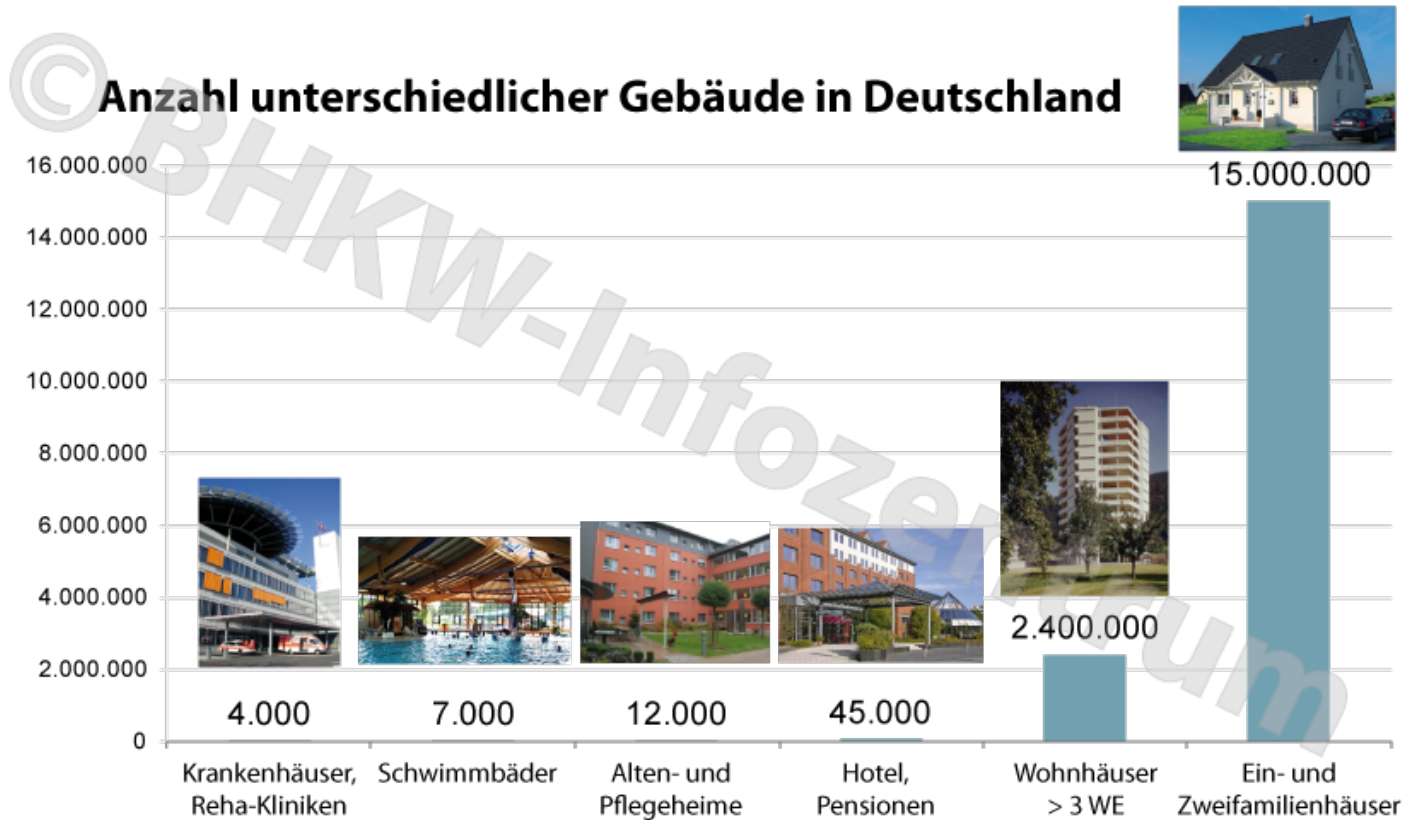 © BHKW-Infozentrum
Anzahl unterschiedlicher Gebäude in Deutschland
16.000.000
14.000.000
12.000.000
10.000.000
8.000.000
6.000.000
4.000.000
2.000.000
0
4.000
7.000
12.000
45.000
2.400.000
15.000.000
Krankenhäuser,
Reha-Kliniken
Schwimmbäder
Alten- und
Pflegeheime
Hotel,
Pensionen
Wohnhäuser
> 3 WE
Ein- und
Zweifamilienhäuser